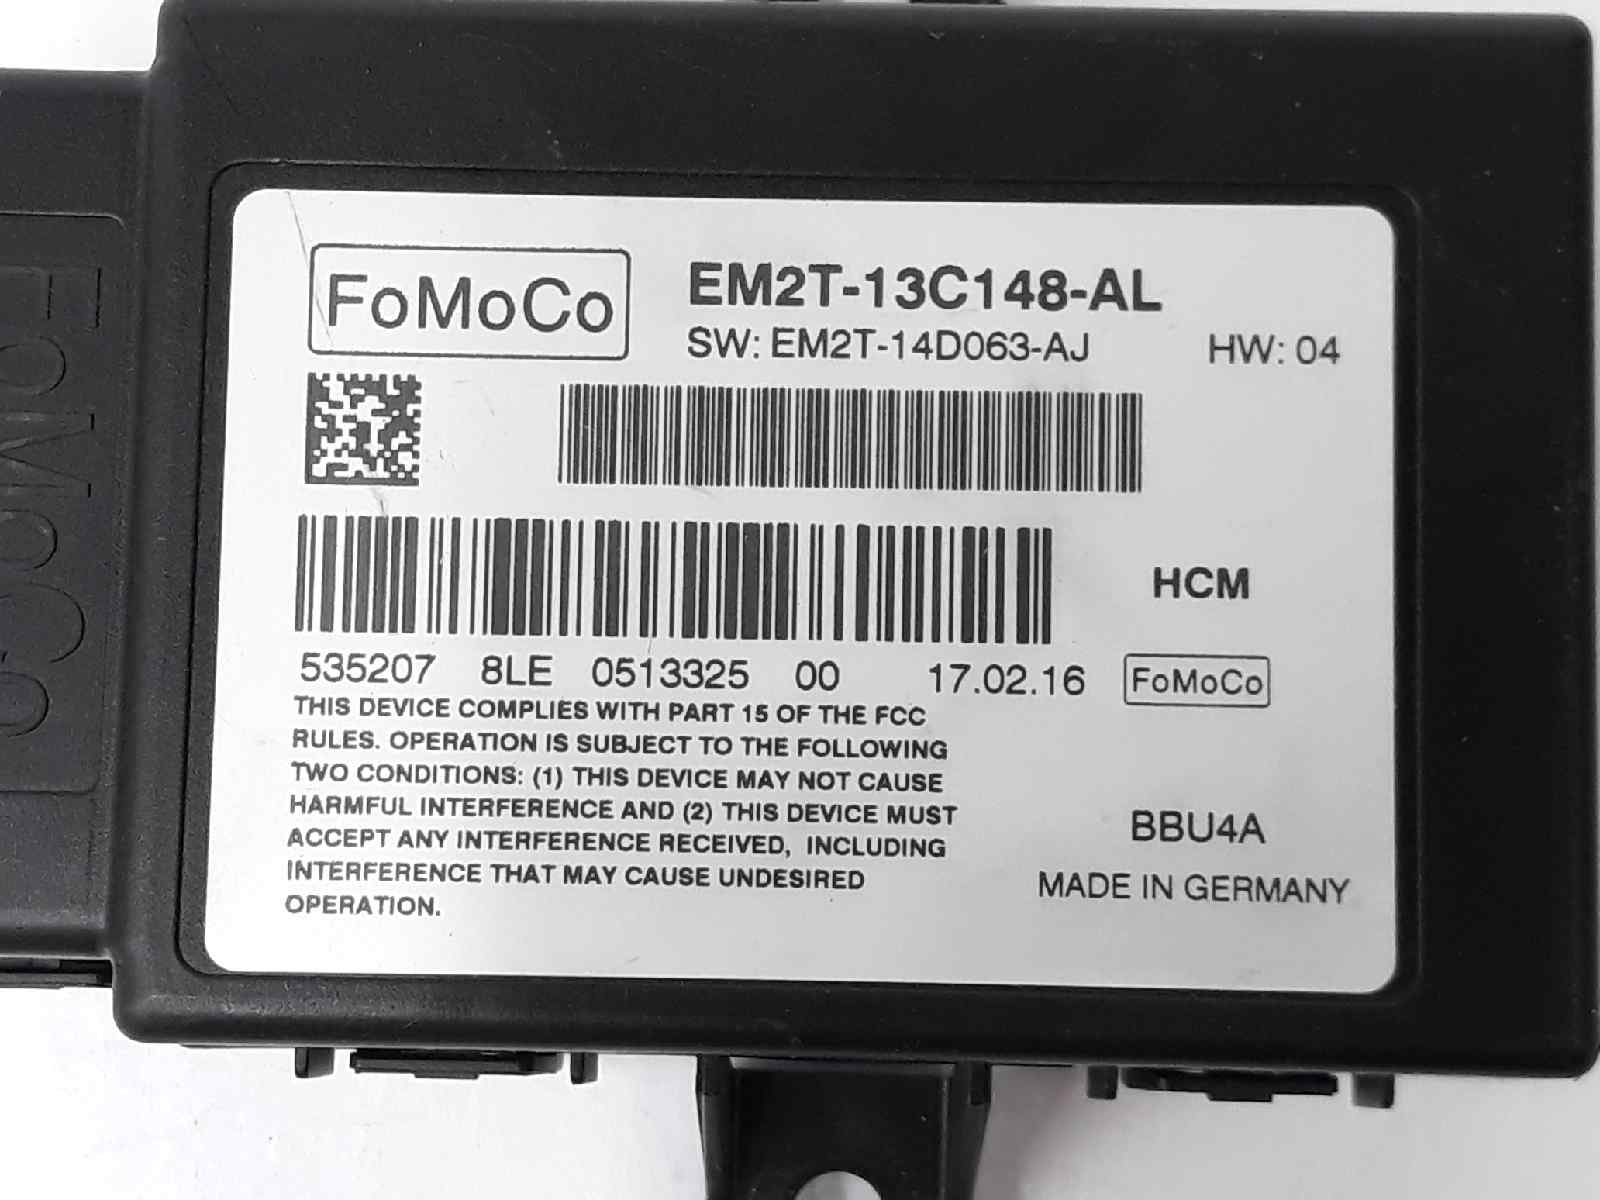 FoMoCo
FoMoCo
EM2T-13C148-AL
SW: EM2T-14D063-AJ HW: 04
HCM
535207 8LE 0513325 00 17.02.16 FoMoCo
THIS DEVICE COMPLIES WITH PART 15 OF THE FCC
RULES. OPERATION IS SUBJECT TO THE FOLLOWING
TWO CONDITIONS: (1) THIS DEVICE MAY NOT CAUSE
HARMFUL INTERFERENCE AND (2) THIS DEVICE MUST
ACCEPT ANY INTERFERENCE RECEIVED, INCLUDING
INTERFERENCE THAT MAY CAUSE UNDESIRED
OPERATION.
BBU4A
MADE IN GERMANY